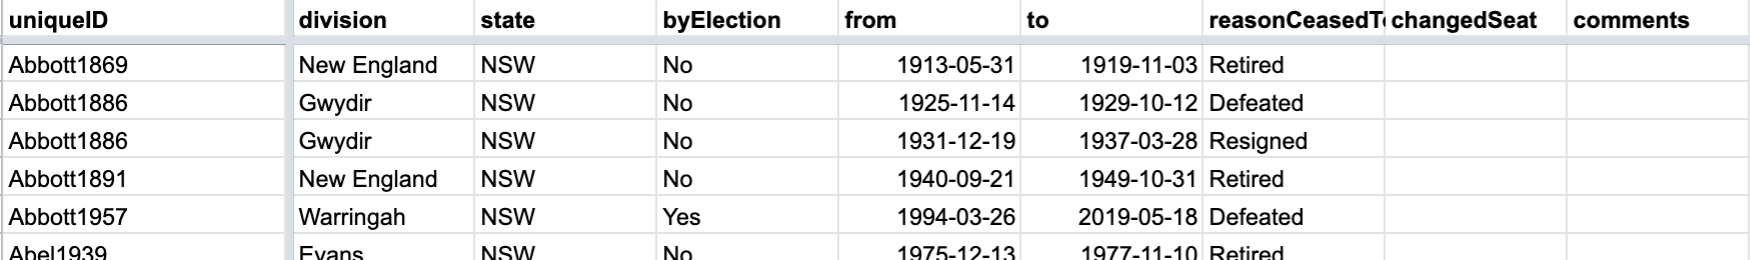 uniqueID division state byElection from to reasonCeasedTo changedSeat comments
Abbott1869 New England NSW No 1913-05-31 1919-11-03 Retired
Abbott1886 Gwydir NSW No 1925-11-14 1929-10-12 Defeated
Abbott1886 Gwydir NSW No 1931-12-19 1937-03-28 Resigned
Abbott1891 New England NSW No 1940-09-21 1949-10-31 Retired
Abbott1957 Warringah NSW Yes 1994-03-26 2019-05-18 Defeated
Abel1939 Evans NSW No 1975-12-13 1977-11-10 Retired